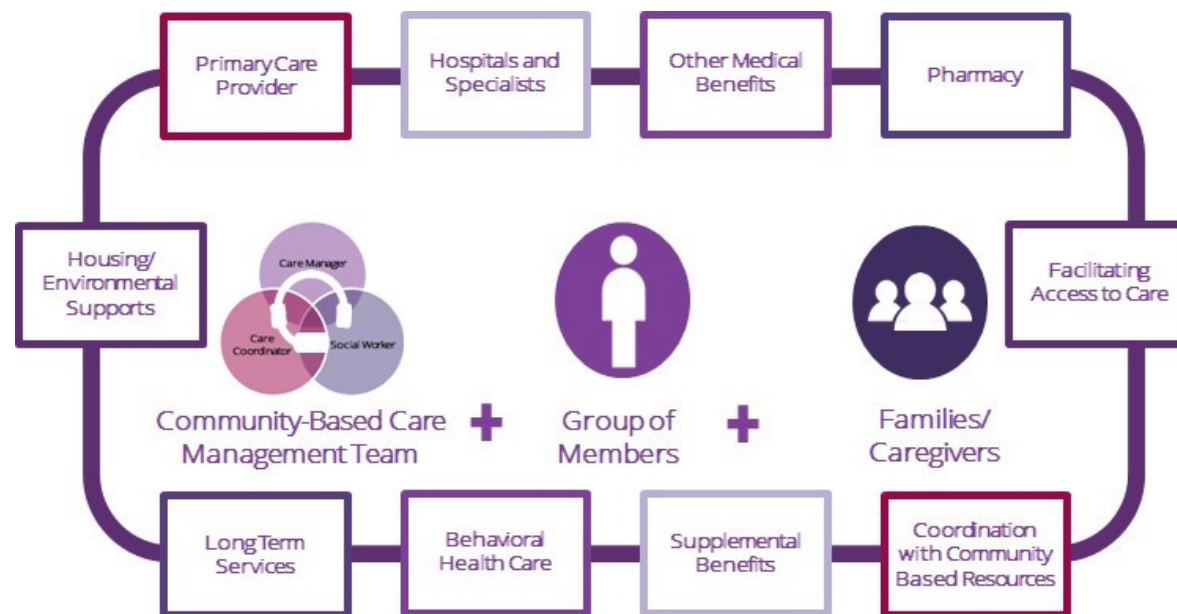 Primary Care
Provider
Hospitals and
Specialists
Other Medical
Benefits
Pharmacy
Housing/
Environmental
Supports
Care Manager
Care
Coordinator
Social Worker
Facilitating
Access to Care
Community-Based Care
Management Team
+
Group of
Members
+
Families/
Caregivers
Long Term
Services
Behavioral
Health Care
Supplemental
Benefits
Coordination
with Community
Based Resources